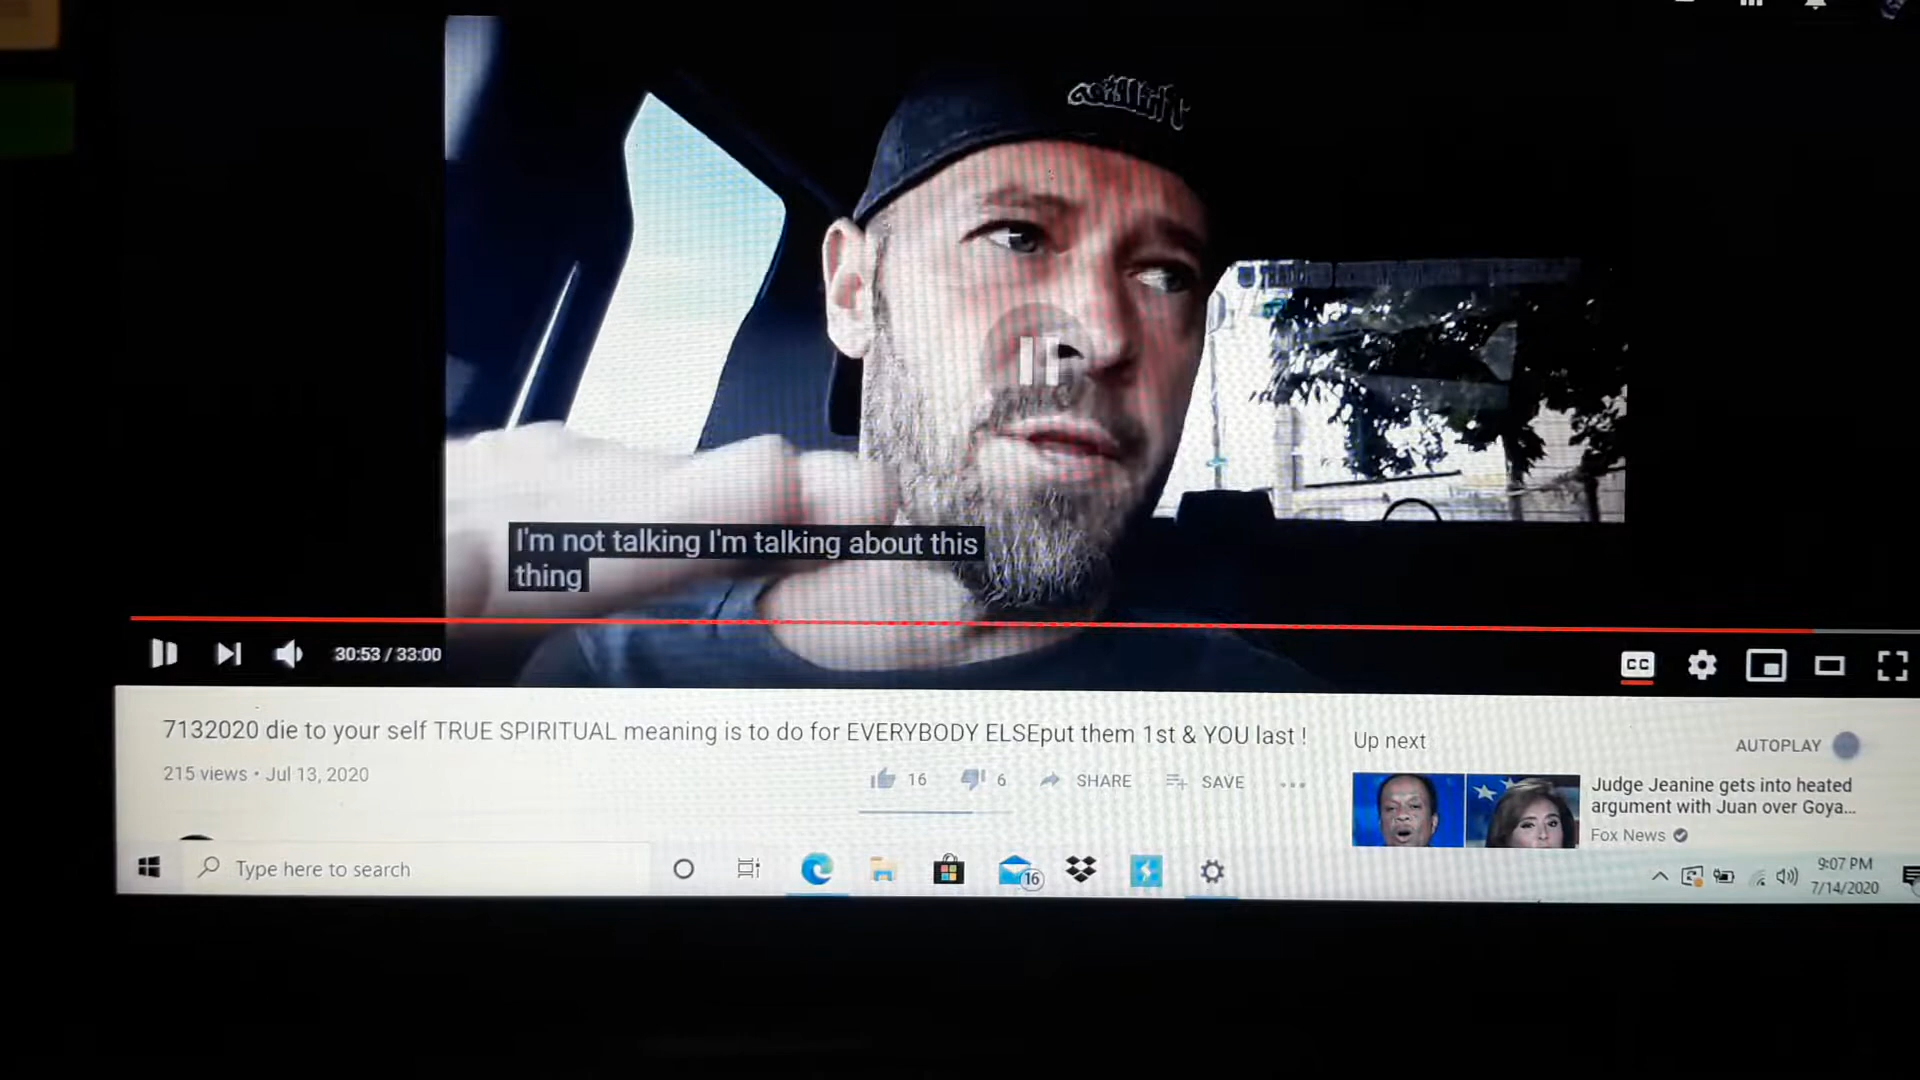 I'm not talking I'm talking about this
thing
30:53 / 33:00
CC
7132020 die to your self TRUE SPIRITUAL meaning is to do for EVERYBODY ELSEput them 1st & YOU last !
215 views • Jul 13, 2020
16
6
SHARE
SAVE
Up next
AUTOPLAY
Judge Jeanine gets into heated
argument with Juan over Goya...
Fox News
Type here to search
16
9:07 PM
7/14/2020